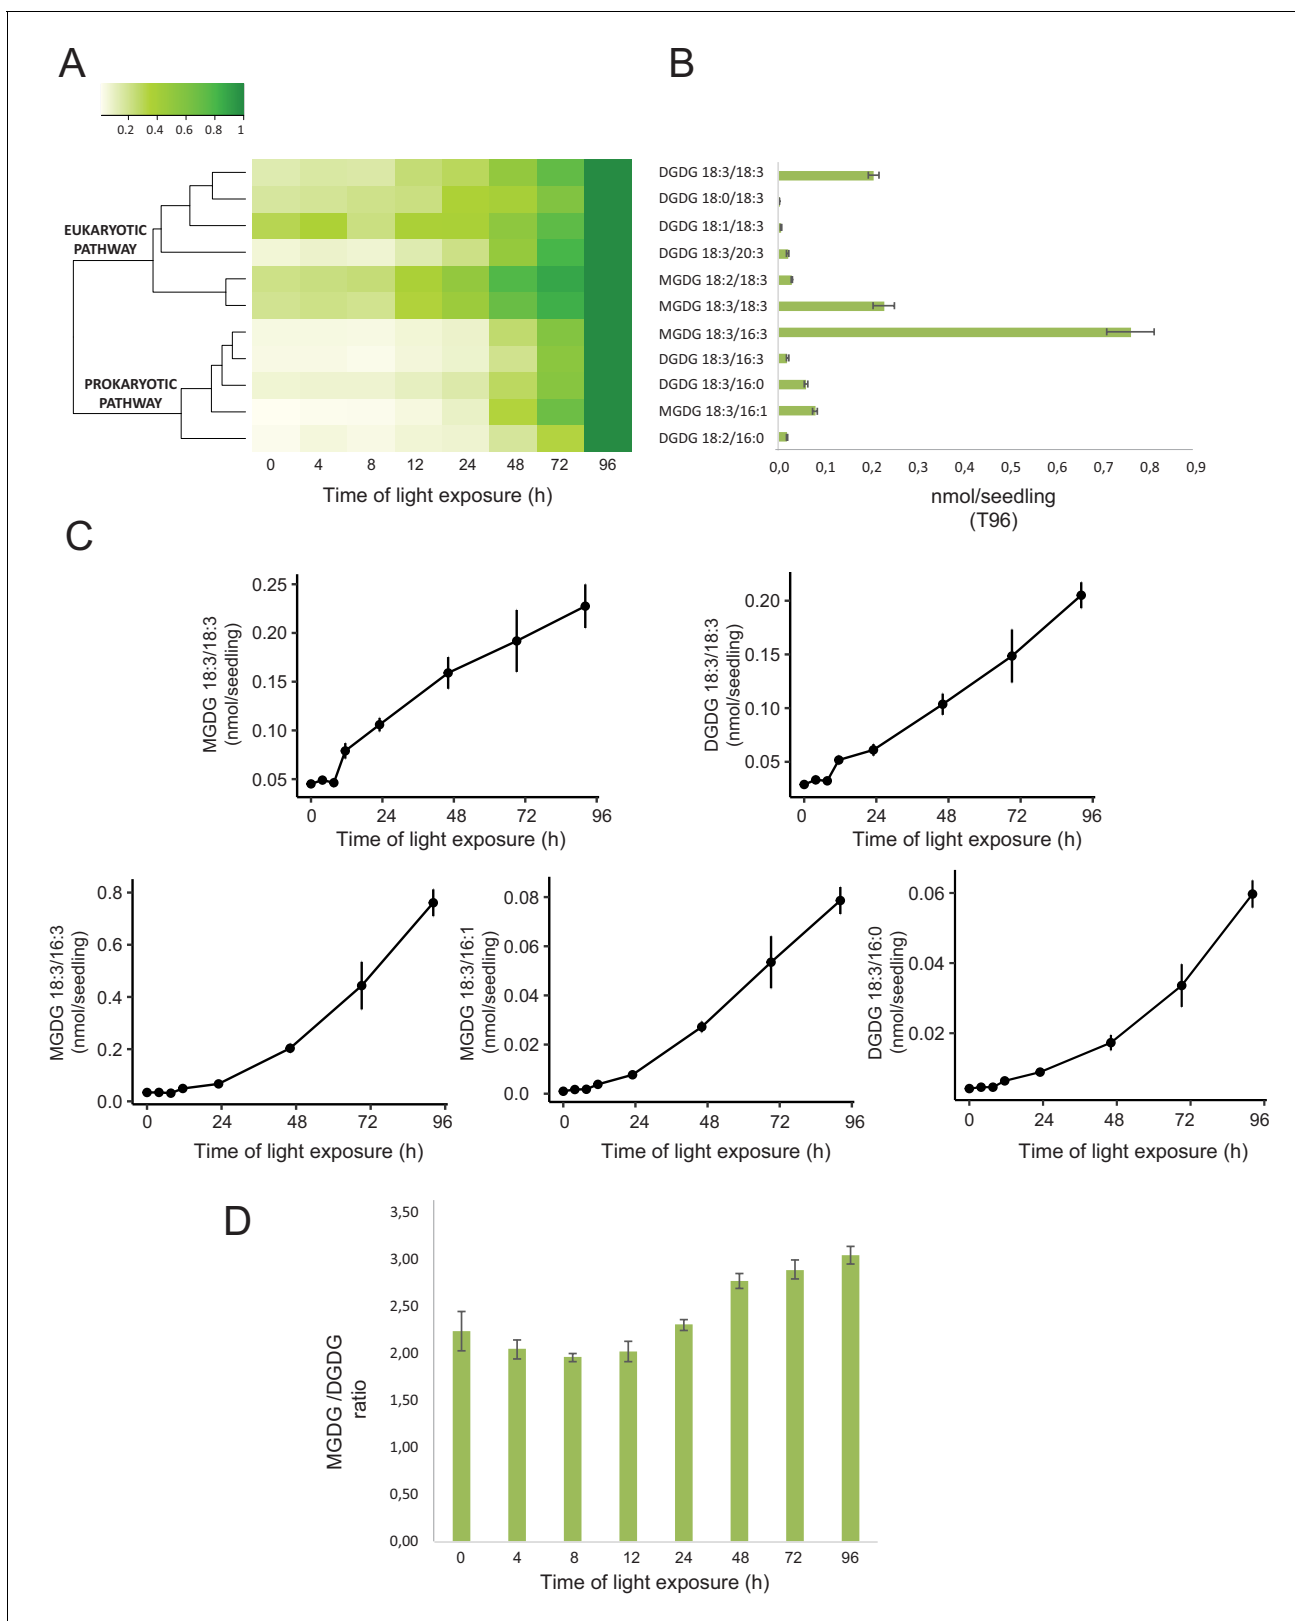 A
0.2 0.4 0.6 0.8 1
EUKARYOTIC
PATHWAY
PROKARYOTIC
PATHWAY
0 4 8 12 24 48 72 96
Time of light exposure (h)
B
DGDG 18:3/18:3
DGDG 18:0/18:3
DGDG 18:1/18:3
DGDG 18:3/20:3
MGDG 18:2/18:3
MGDG 18:3/18:3
MGDG 18:3/16:3
DGDG 18:3/16:3
DGDG 18:3/16:0
MGDG 18:3/16:1
DGDG 18:2/16:0
0,0 0,1 0,2 0,3 0,4 0,5 0,6 0,7 0,8 0,9
nmol/seedling
(T96)
C
MGDG 18:3/18:3
(nmol/seedling)
0.25
0.20
0.15
0.10
0.05
0 24 48 72 96
Time of light exposure (h)
DGDG 18:3/18:3
(nmol/seedling)
0.20
0.15
0.10
0.05
0 24 48 72 96
Time of light exposure (h)
MGDG 18:3/16:3
(nmol/seedling)
0.8
0.6
0.4
0.2
0.0
0 24 48 72 96
Time of light exposure (h)
MGDG 18:3/16:1
(nmol/seedling)
0.08
0.06
0.04
0.02
0.0
0 24 48 72 96
Time of light exposure (h)
DGDG 18:3/16:0
(nmol/seedling)
0.06
0.04
0.02
0 24 48 72 96
Time of light exposure (h)
D
MGDG /DGDG
ratio
3,50
3,00
2,50
2,00
1,50
1,00
0,50
0,00
0 4 8 12 24 48 72 96
Time of light exposure (h)